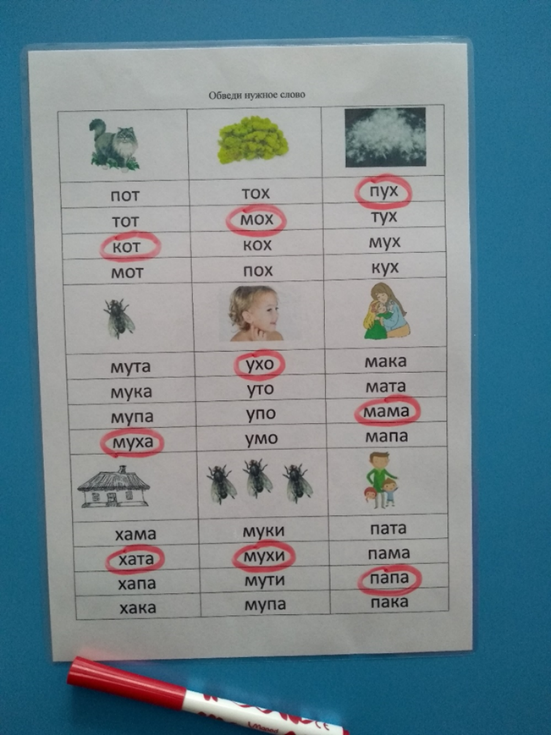 Обведи нужное слово
пот тох пух
тот мох тух
кот кох мух
мот пох кух
мута ухо мака
мука уто мата
мупа упо мама
муха умо мапа
хама муки пата
хата мухи пама
хапа мути папа
хака мупа пака